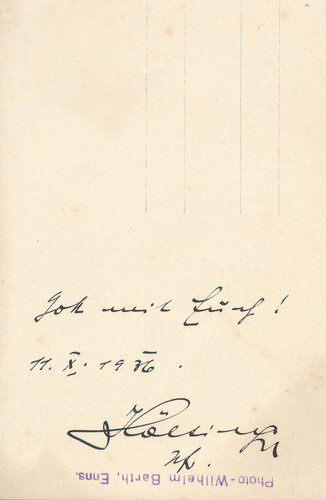 Gott mit Euch!
11. X. 1936.
Photo-Wilhelm Barth, Enns.